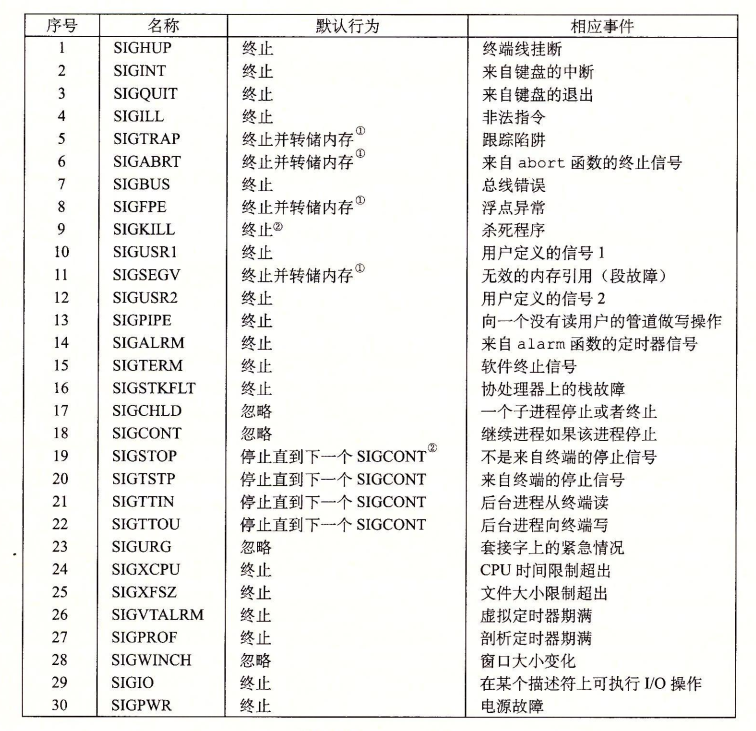 序号 名称 默认行为 相应事件
1 SIGHUP 终止 终端线挂断
2 SIGINT 终止 来自键盘的中断
3 SIGQUIT 终止 来自键盘的退出
4 SIGILL 终止 非法指令
5 SIGTRAP 终止并转储内存① 跟踪陷阱
6 SIGABRT 终止并转储内存① 来自 abort 函数的终止信号
7 SIGBUS 终止 总线错误
8 SIGFPE 终止并转储内存① 浮点异常
9 SIGKILL 终止② 杀死程序
10 SIGUSR1 终止 用户定义的信号 1
11 SIGSEGV 终止并转储内存① 无效的内存引用（段故障）
12 SIGUSR2 终止 用户定义的信号 2
13 SIGPIPE 终止 向一个没有读用户的管道做写操作
14 SIGALRM 终止 来自 alarm 函数的定时器信号
15 SIGTERM 终止 软件终止信号
16 SIGSTKFLT 终止 协处理器上的栈故障
17 SIGCHLD 忽略 一个子进程停止或者终止
18 SIGCONT 忽略 继续进程如果该进程停止
19 SIGSTOP 停止直到下一个 SIGCONT② 不是来自终端的停止信号
20 SIGTSTP 停止直到下一个 SIGCONT 来自终端的停止信号
21 SIGTTIN 停止直到下一个 SIGCONT 后台进程从终端读
22 SIGTTOU 停止直到下一个 SIGCONT 后台进程向终端写
23 SIGURG 忽略 套接字上的紧急情况
24 SIGXCPU 终止 CPU 时间限制超出
25 SIGXFSZ 终止 文件大小限制超出
26 SIGVTALRM 终止 虚拟定时器期满
27 SIGPROF 终止 剖析定时器期满
28 SIGWINCH 忽略 窗口大小变化
29 SIGIO 终止 在某个描述符上可执行 I/O 操作
30 SIGPWR 终止 电源故障